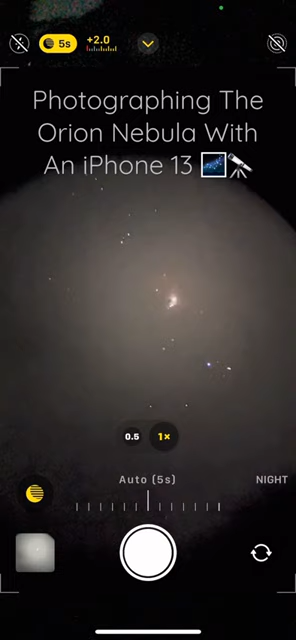 5s
+2.0
Photographing The
Orion Nebula With
An iPhone 13 🌌🔭
0.5 1×
Auto (5s) NIGHT